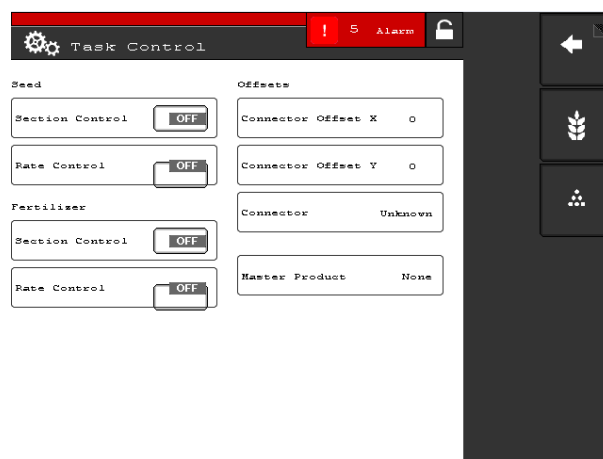 ! 5 Alarm
Task Control
Seed
Section Control OFF
Rate Control OFF
Fertilizer
Section Control OFF
Rate Control OFF
Offsets
Connector Offset X 0
Connector Offset Y 0
Connector Unknown
Master Product None